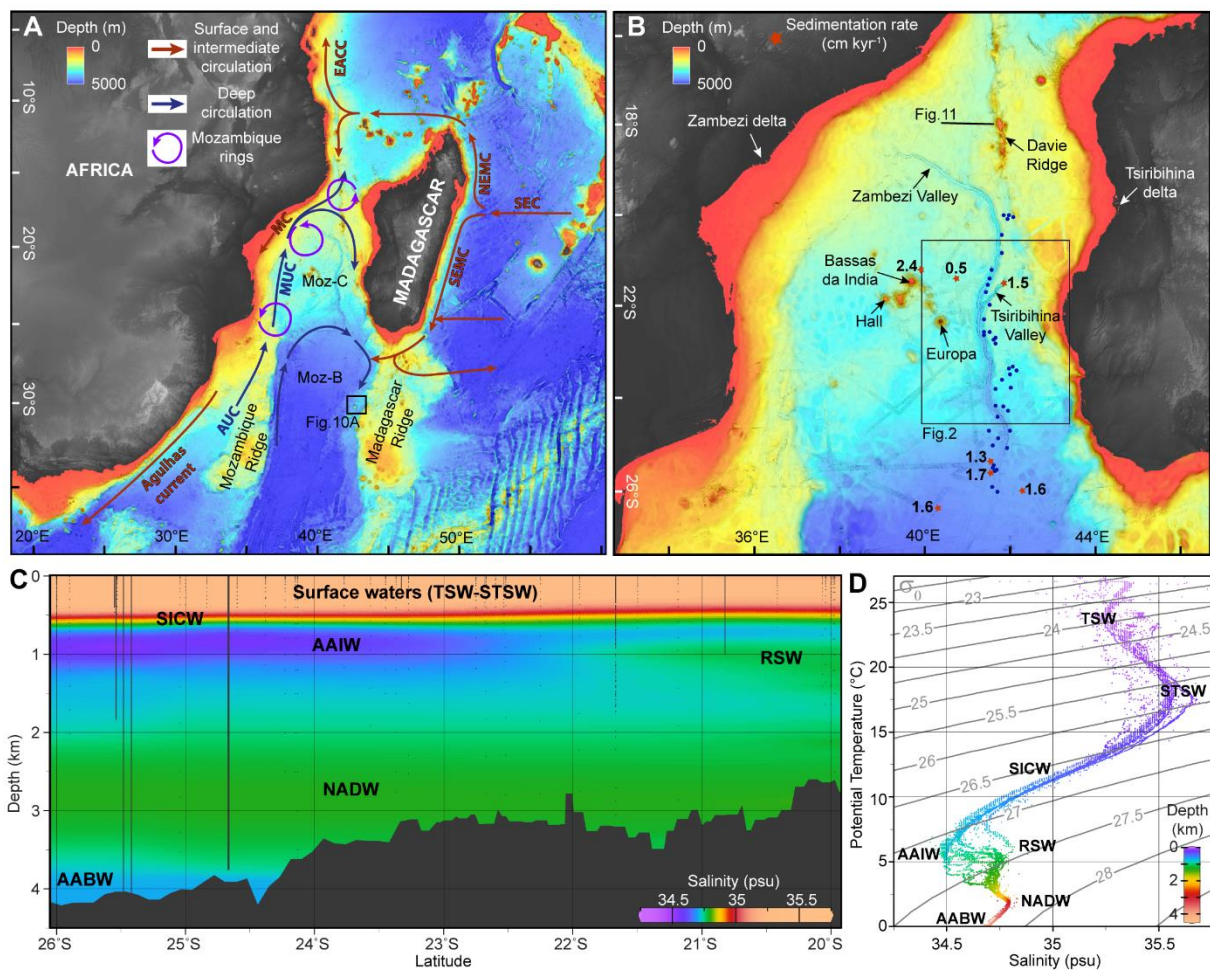 A
Depth (m)
0
5000
Surface and
intermediate
circulation
Deep
circulation
Mozambique
rings
AFRICA
EACC
NEMC
SEC
SEMC
MC
MUC
Moz-C
MADAGASCAR
Moz-B
Fig.10A
AUC
Mozambique
Ridge
Madagascar
Ridge
Agulhas
current
10°S
20°S
30°S
20°E
30°E
40°E
50°E
B
Depth (m)
0
5000
Sedimentation rate
(cm kyr⁻¹)
Zambezi delta
Fig.11
Davie
Ridge
Tsiribihina
delta
Zambezi Valley
Bassas
da India
2.4
0.5
1.5
Hall
Europa
Tsiribihina
Valley
Fig.2
1.3
1.7
1.6
1.6
18°S
22°S
26°S
36°E
40°E
44°E
C
Surface waters (TSW-STSW)
SICW
AAIW
RSW
NADW
AABW
Depth (km)
0
1
2
3
4
Salinity (psu)
34.5
35
35.5
26°S
25°S
24°S
23°S
22°S
21°S
20°S
Latitude
D
σ0
23
23.5
24
24.5
25
25.5
26
26.5
27
27.5
28
TSW
STSW
SICW
AAIW
RSW
NADW
AABW
Depth
(km)
0
1
2
3
4
Potential Temperature (°C)
25
20
15
10
5
0
34.5
35
35.5
Salinity (psu)